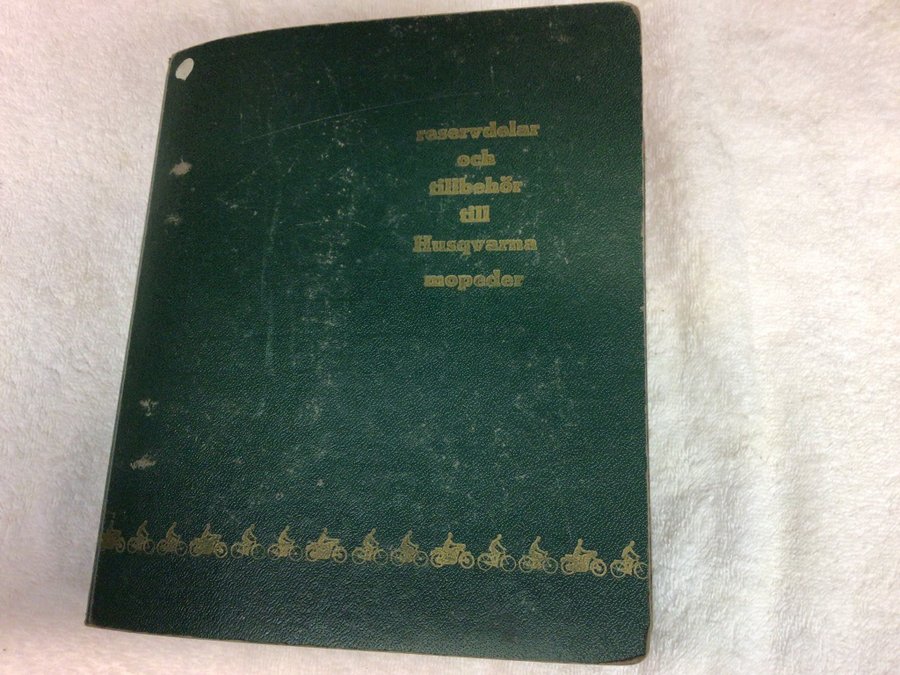 reservdelar
och
tillbehör
till
Husqvarna
mopeder